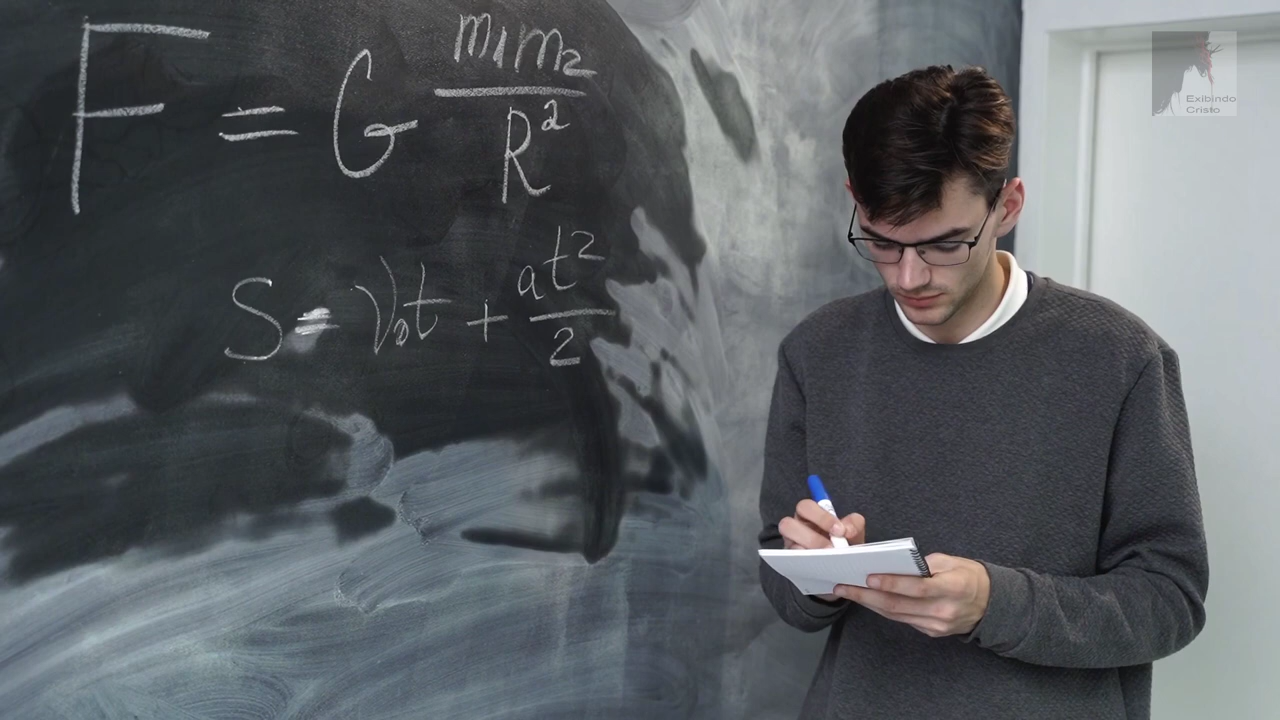 F = G m₁m₂/R²
S = V₀t + at²/2
Exibindo
Cristo